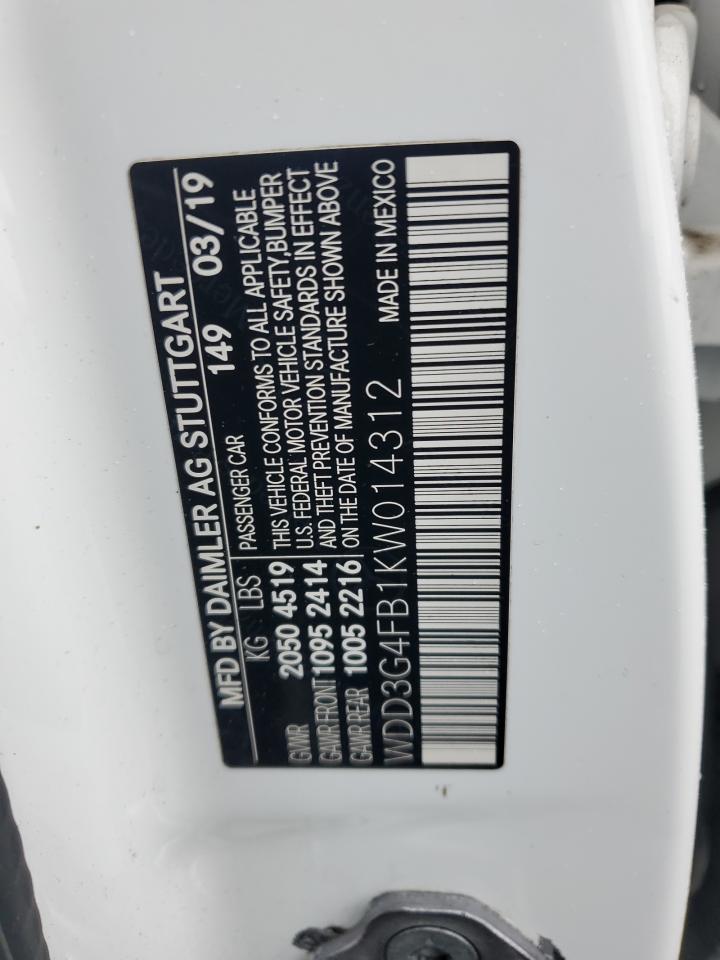 MFD BY DAIMLER AG STUTTGART
149 03/19
KG LBS PASSENGER CAR
GVWR 2050 4519 THIS VEHICLE CONFORMS TO ALL APPLICABLE
GAWR FRONT 1095 2414 U.S. FEDERAL MOTOR VEHICLE SAFETY,BUMPER
GAWR REAR 1005 2216 AND THEFT PREVENTION STANDARDS IN EFFECT
ON THE DATE OF MANUFACTURE SHOWN ABOVE
WDD3G4FB1KW014312 MADE IN MEXICO